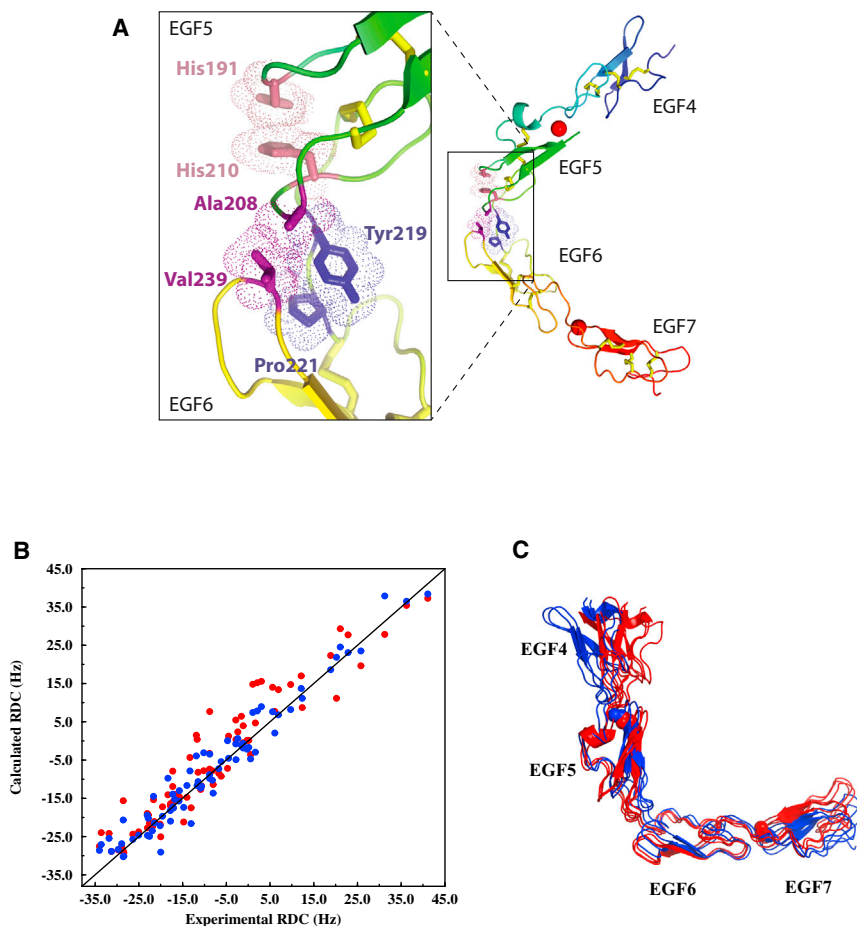 A
EGF5
His191
His210
Ala208
Tyr219
Val239
Pro221
EGF6
EGF4
EGF5
EGF6
EGF7
B
45.0
35.0
25.0
15.0
5.0
-5.0
-15.0
-25.0
-35.0
Calculated RDC (Hz)
-35.0 -25.0 -15.0 -5.0 5.0 15.0 25.0 35.0 45.0
Experimental RDC (Hz)
C
EGF4
EGF5
EGF6
EGF7